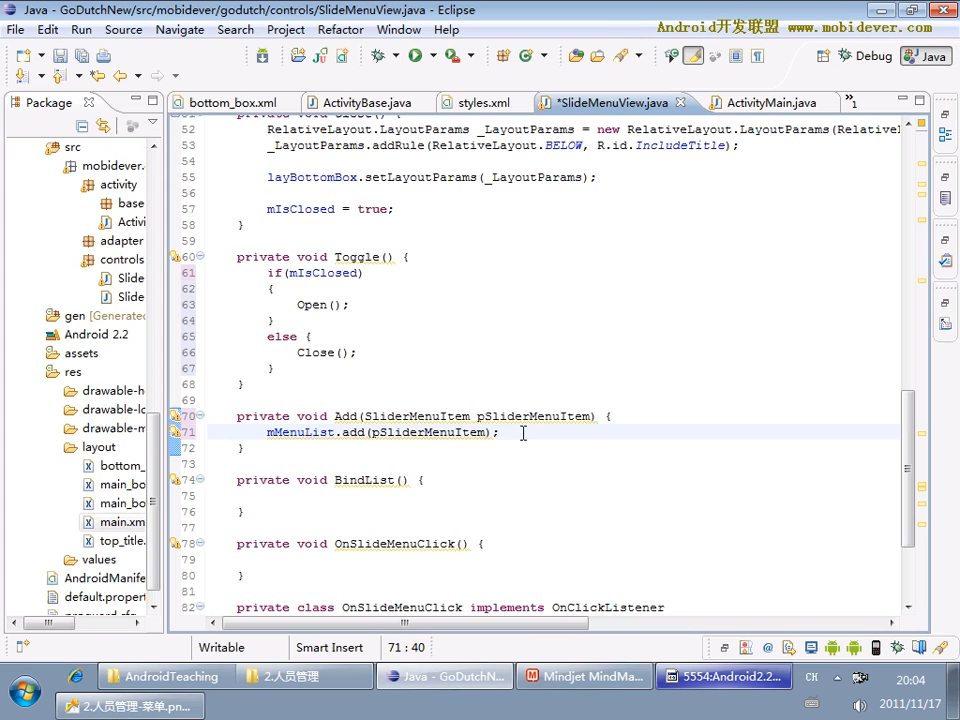 Java - GoDutchNew/src/mobidever/godutch/controls/SlideMenuView.java - Eclipse
File Edit Run Source Navigate Search Project Refactor Window Help
Android开发联盟 www.mobidever.com
Debug Java
Package
bottom_box.xml ActivityBase.java styles.xml *SlideMenuView.java ActivityMain.java »1
src
mobidever.
activity
base
Activi
adapter
controls
Slide
Slide
gen [Generated
Android 2.2
assets
res
drawable-h
drawable-l
drawable-m
layout
bottom_
main_bo
main_bo
main.xm
top_title.
values
AndroidManife
default.proper
52 RelativeLayout.LayoutParams _LayoutParams = new RelativeLayout.LayoutParams(Relative
53 _LayoutParams.addRule(RelativeLayout.BELOW, R.id.IncludeTitle);
54
55 layBottomBox.setLayoutParams(_LayoutParams);
56
57 mIsClosed = true;
58 }
59
60 private void Toggle() {
61 if(mIsClosed)
62 {
63 Open();
64 }
65 else {
66 Close();
67 }
68 }
69
70 private void Add(SliderMenuItem pSliderMenuItem) {
71 mMenuList.add(pSliderMenuItem);
72 }
73
74 private void BindList() {
75
76 }
77
78 private void OnSlideMenuClick() {
79
80 }
81
82 private class OnSlideMenuClick implements OnClickListener
Writable Smart Insert 71 : 40
AndroidTeaching 2.人员管理 Java - GoDutchN... Mindjet MindMa... 5554:Android2.2... CH
2.人员管理-菜单.pn...
20:04
2011/11/17